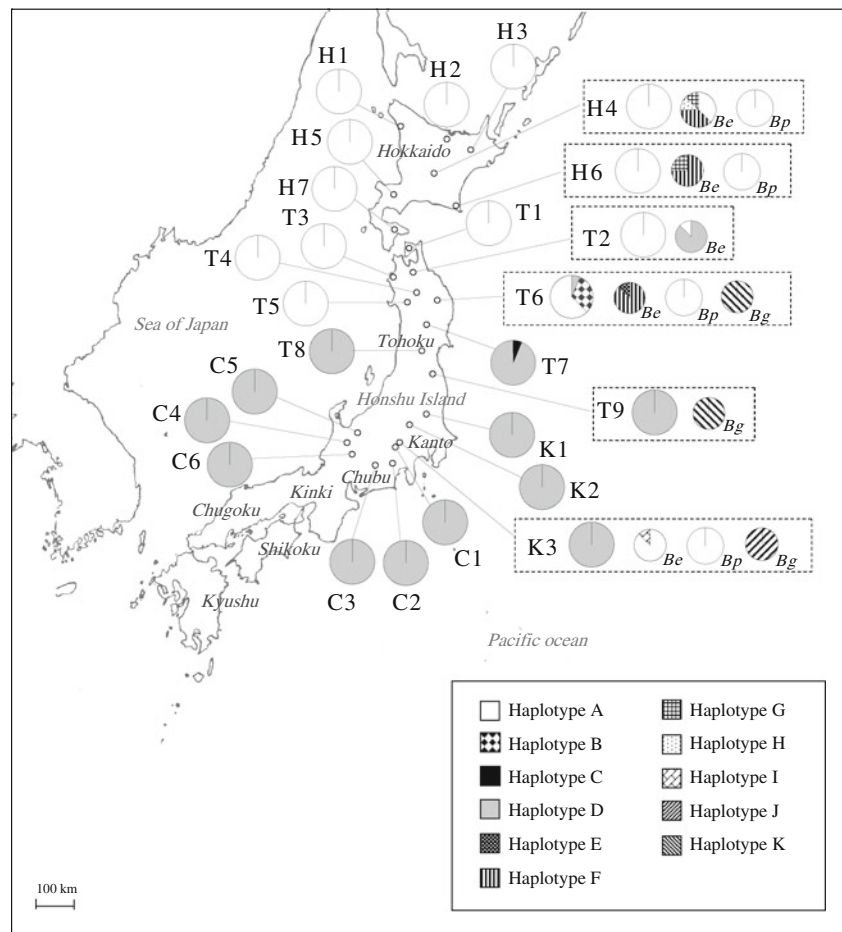 H3
H1
H2
H4 Be Bp
H5
Hokkaido
H6 Be Bp
H7
T1
T3
T2 Be
T4
T6 Be Bp Bg
T5
Sea of Japan
Tohoku
T8
T7
C5
Honshu Island
T9 Bg
C4
K1
Kanto
C6
Chubu
K2
Kinki
Chugoku
K3 Be Bp Bg
Shikoku
C1
C3
C2
Kyushu
Pacific ocean
Haplotype A
Haplotype B
Haplotype C
Haplotype D
Haplotype E
Haplotype F
Haplotype G
Haplotype H
Haplotype I
Haplotype J
Haplotype K
100 km